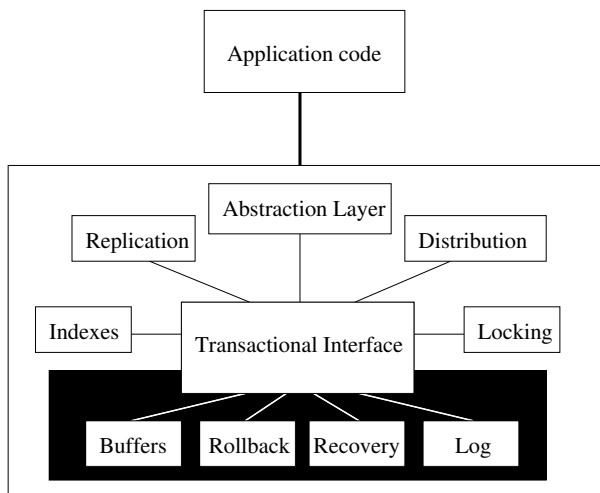 Application code
Abstraction Layer
Replication
Distribution
Indexes
Transactional Interface
Locking
Buffers
Rollback
Recovery
Log